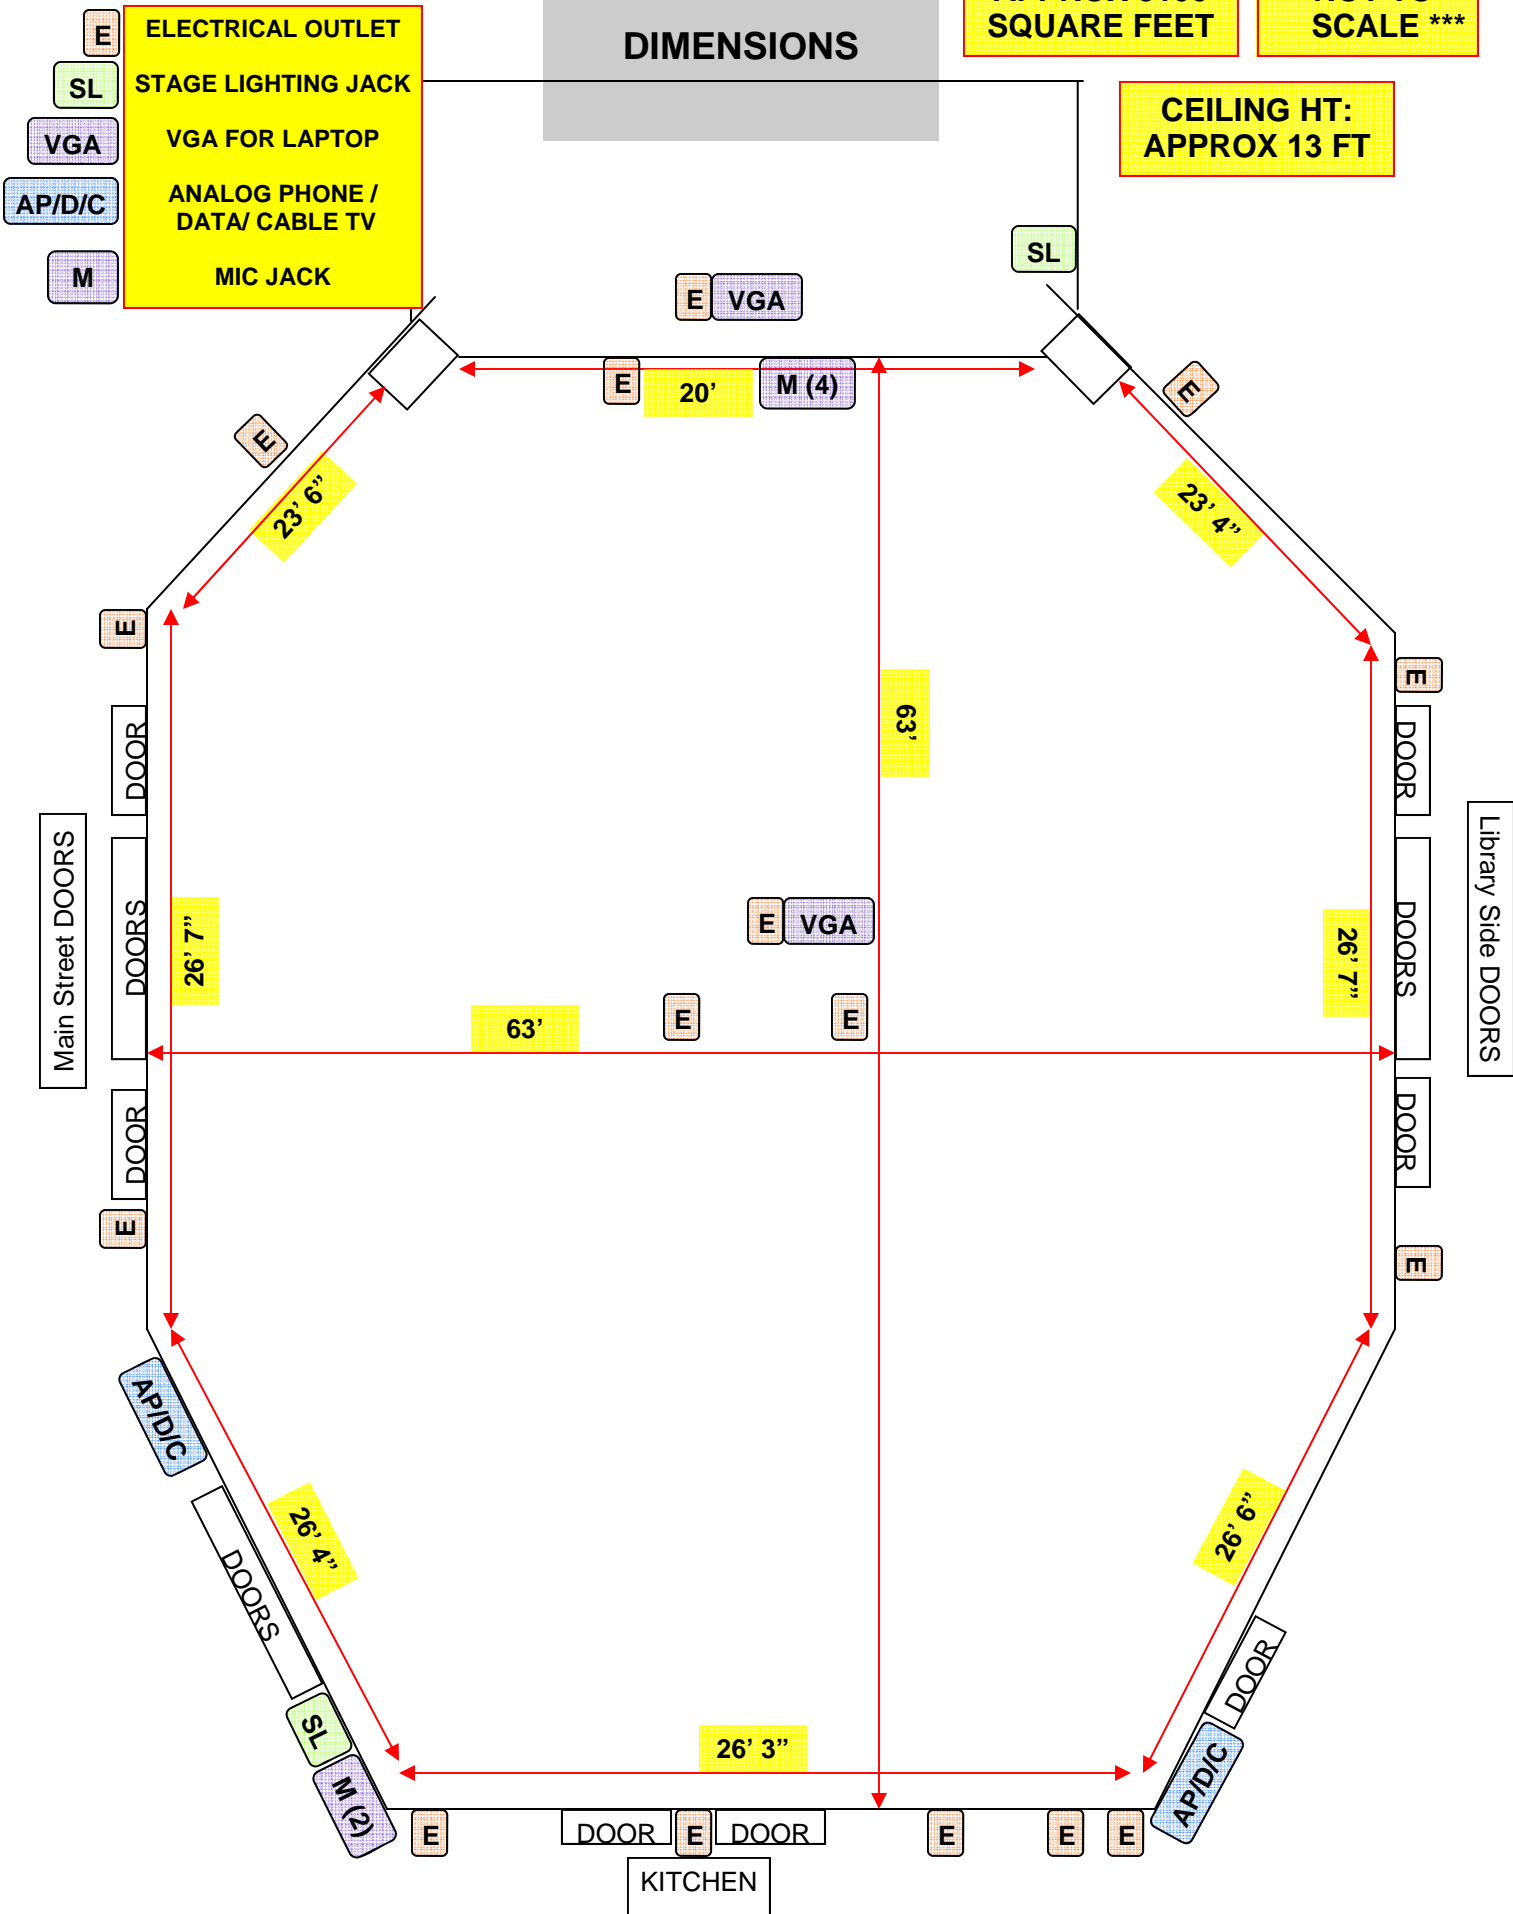 E
ELECTRICAL OUTLET
SL
STAGE LIGHTING JACK
VGA
VGA FOR LAPTOP
AP/D/C
ANALOG PHONE /
DATA/ CABLE TV
M
MIC JACK
DIMENSIONS
SQUARE FEET
SCALE ***
CEILING HT:
APPROX 13 FT
SL
E VGA
E
20’
M (4)
E
E
23’ 6”
23’ 4”
E
E
63’
DOOR
DOOR
Main Street DOORS
DOORS
26’ 7”
E VGA
26’ 7”
DOORS
Library Side DOORS
E
E
63’
DOOR
DOOR
E
E
AP/D/C
26’ 4”
26’ 6”
DOORS
DOOR
SL
M (2)
26’ 3”
AP/D/C
E
DOOR
E
DOOR
E
E
E
KITCHEN